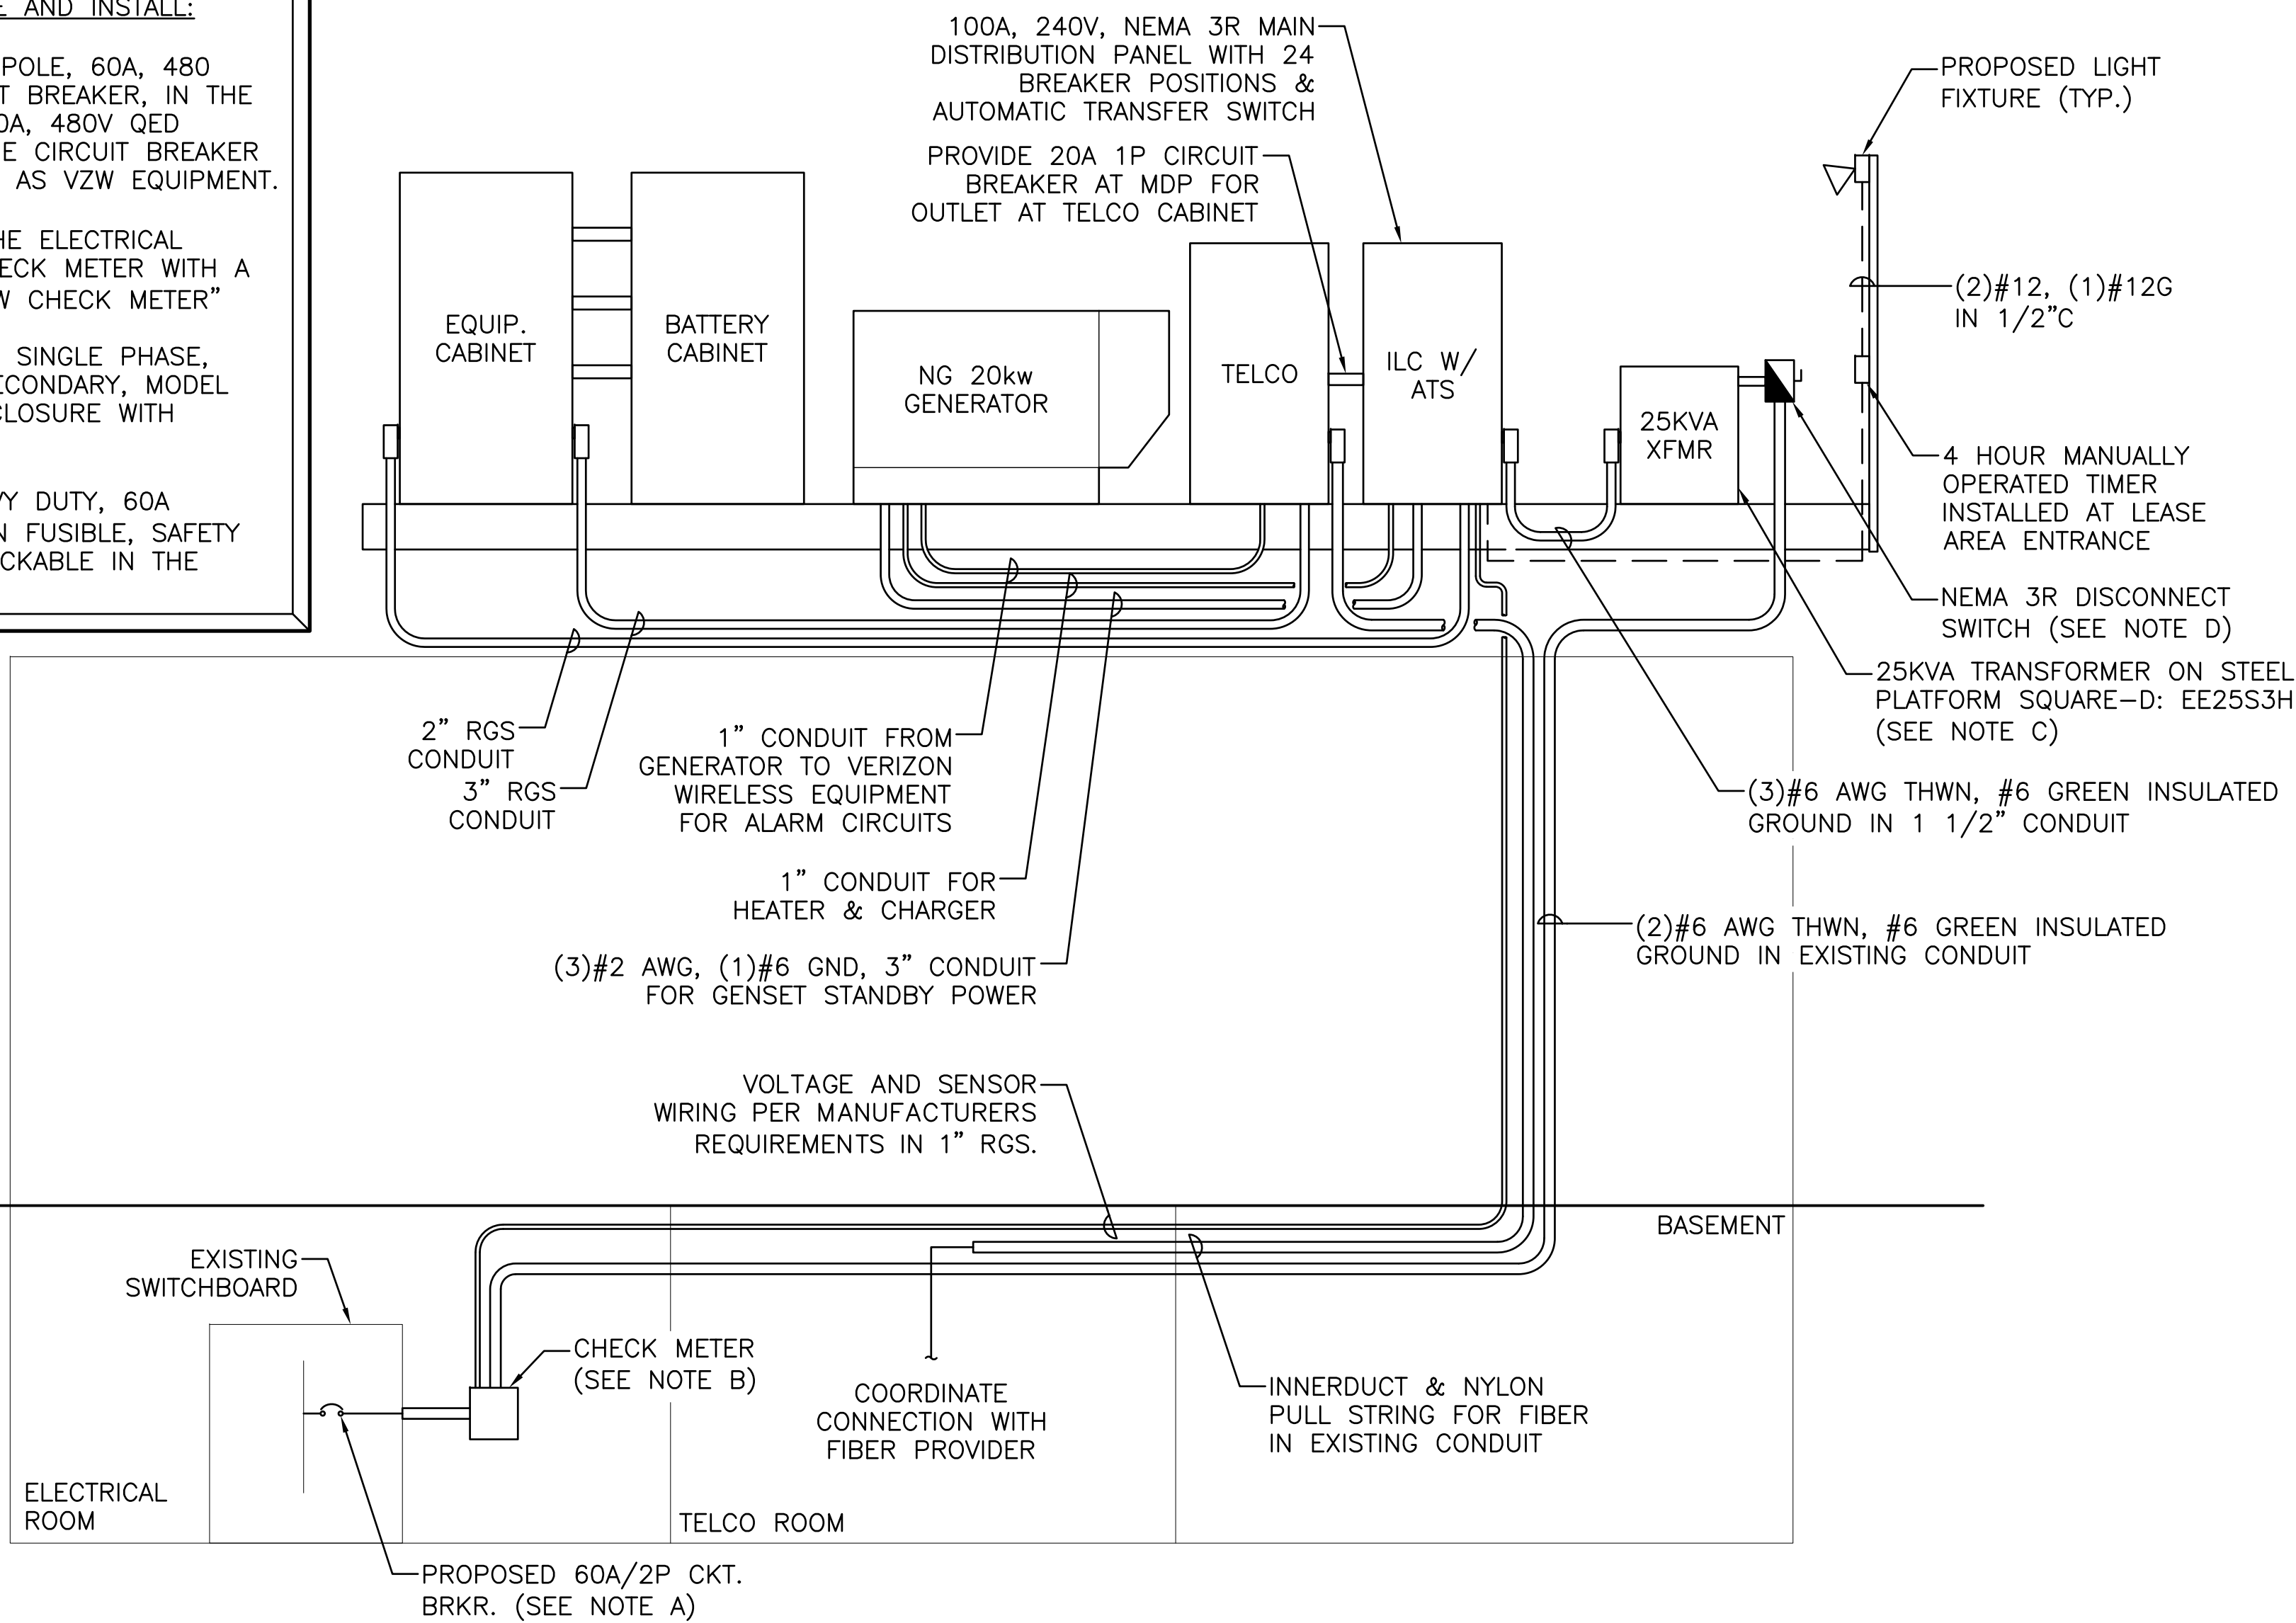 E AND INSTALL:
POLE, 60A, 480
T BREAKER, IN THE
0A, 480V QED
E CIRCUIT BREAKER
AS VZW EQUIPMENT.
HE ELECTRICAL
ECK METER WITH A
W CHECK METER"
SINGLE PHASE,
ECONDARY, MODEL
CLOSURE WITH
VY DUTY, 60A
N FUSIBLE, SAFETY
OCKABLE IN THE
100A, 240V, NEMA 3R MAIN
DISTRIBUTION PANEL WITH 24
BREAKER POSITIONS &
AUTOMATIC TRANSFER SWITCH
PROVIDE 20A 1P CIRCUIT
BREAKER AT MDP FOR
OUTLET AT TELCO CABINET
PROPOSED LIGHT
FIXTURE (TYP.)
(2)#12, (1)#12G
IN 1/2"C
EQUIP.
CABINET
BATTERY
CABINET
NG 20kw
GENERATOR
TELCO
ILC W/
ATS
25KVA
XFMR
4 HOUR MANUALLY
OPERATED TIMER
INSTALLED AT LEASE
AREA ENTRANCE
NEMA 3R DISCONNECT
SWITCH (SEE NOTE D)
25KVA TRANSFORMER ON STEEL
PLATFORM SQUARE-D: EE25S3H
(SEE NOTE C)
2" RGS
CONDUIT
3" RGS
CONDUIT
1" CONDUIT FROM
GENERATOR TO VERIZON
WIRELESS EQUIPMENT
FOR ALARM CIRCUITS
(3)#6 AWG THWN, #6 GREEN INSULATED
GROUND IN 1 1/2" CONDUIT
1" CONDUIT FOR
HEATER & CHARGER
(2)#6 AWG THWN, #6 GREEN INSULATED
GROUND IN EXISTING CONDUIT
(3)#2 AWG, (1)#6 GND, 3" CONDUIT
FOR GENSET STANDBY POWER
VOLTAGE AND SENSOR
WIRING PER MANUFACTURERS
REQUIREMENTS IN 1" RGS.
BASEMENT
EXISTING
SWITCHBOARD
CHECK METER
(SEE NOTE B)
COORDINATE
CONNECTION WITH
FIBER PROVIDER
INNERDUCT & NYLON
PULL STRING FOR FIBER
IN EXISTING CONDUIT
ELECTRICAL
ROOM
TELCO ROOM
PROPOSED 60A/2P CKT.
BRKR. (SEE NOTE A)